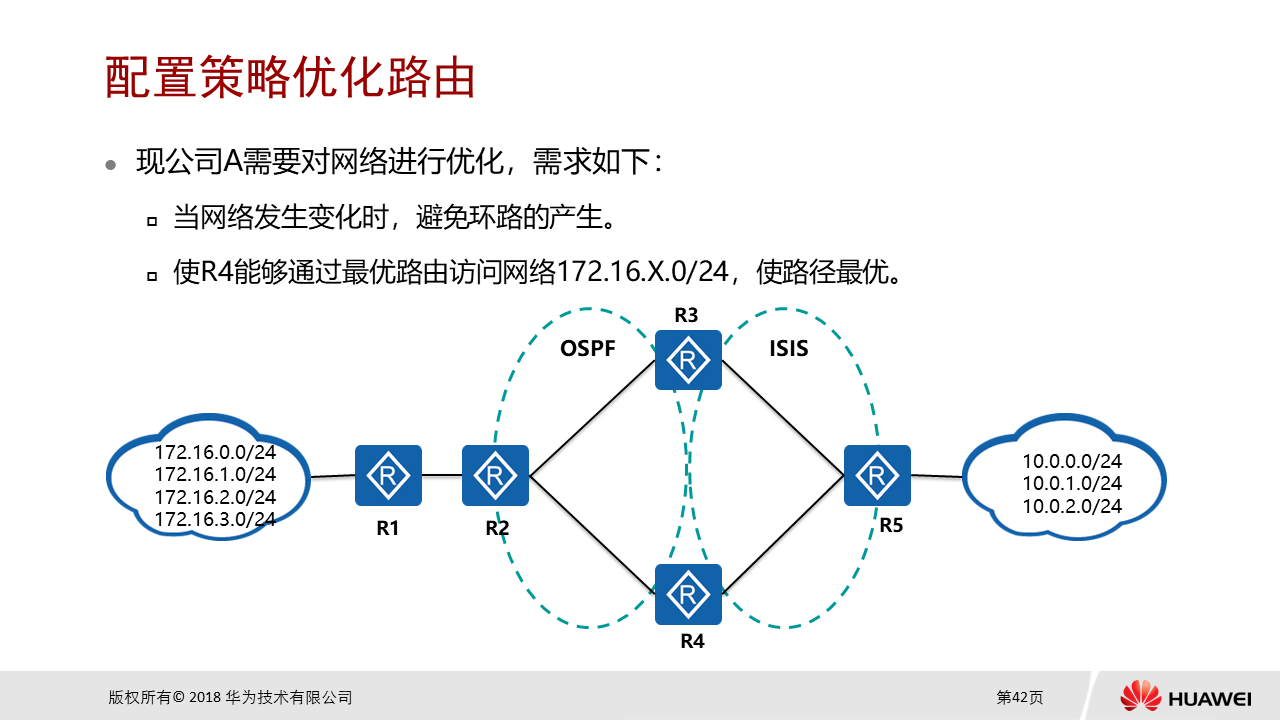 配置策略优化路由
现公司A需要对网络进行优化，需求如下：
当网络发生变化时，避免环路的产生。
使R4能够通过最优路由访问网络172.16.X.0/24，使路径最优。
R3
OSPF
ISIS
R
172.16.0.0/24
172.16.1.0/24
172.16.2.0/24
172.16.3.0/24
R
R1
R
R2
R
R5
10.0.0.0/24
10.0.1.0/24
10.0.2.0/24
R
R4
版权所有© 2018 华为技术有限公司
第42页
HUAWEI